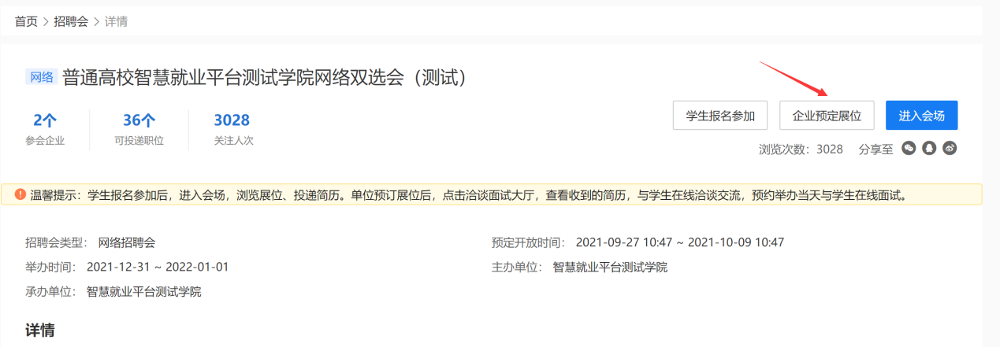 首页 > 招聘会 > 详情
网络 普通高校智慧就业平台测试学院网络双选会（测试）
2个 36个 3028
参会企业 可投递职位 关注人次
学生报名参加 企业预定展位 进入会场
浏览次数：3028 分享至
温馨提示：学生报名参加后，进入会场，浏览展位、投递简历。单位预订展位后，点击洽谈面试大厅，查看收到的简历，与学生在线洽谈交流，预约举办当天与学生在线面试。
招聘会类型： 网络招聘会 预定开放时间： 2021-09-27 10:47 ~ 2021-10-09 10:47
举办时间： 2021-12-31 ~ 2022-01-01 主办单位： 智慧就业平台测试学院
承办单位： 智慧就业平台测试学院
详情